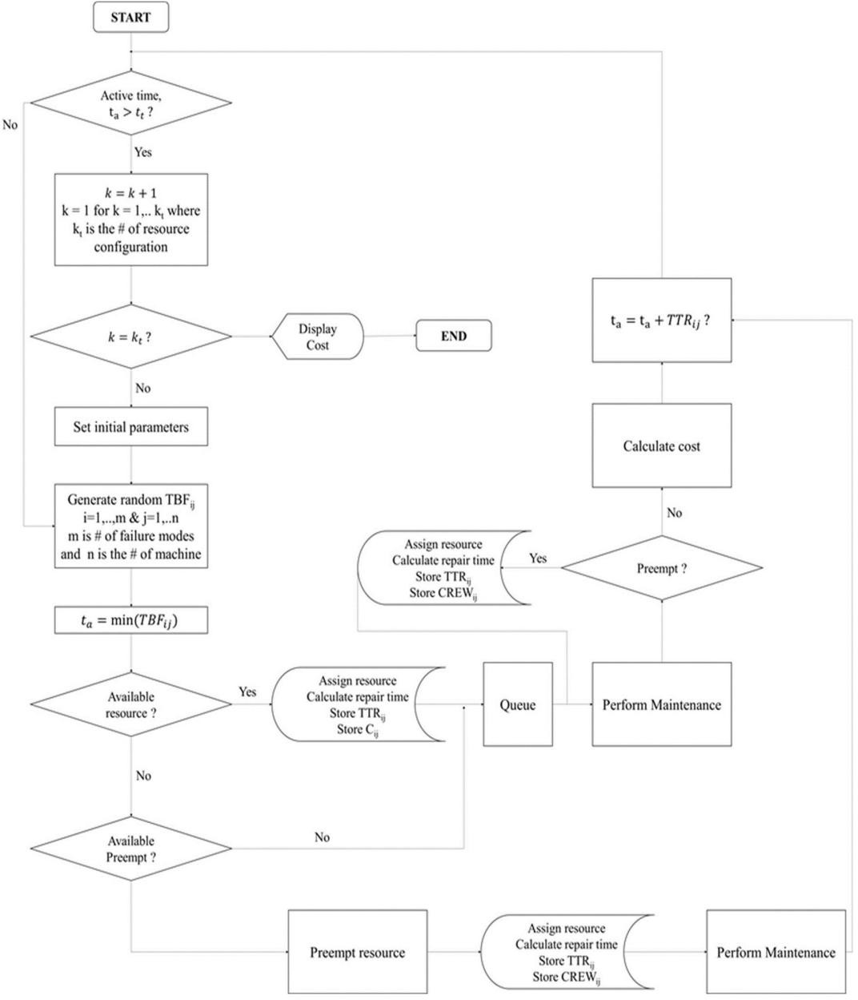 START
Active time,
tₐ > tₜ ?
No
Yes
k = k + 1
k = 1 for k = 1,.. kₜ where
kₜ is the # of resource
configuration
k = kₜ ?
Display
Cost
END
No
Set initial parameters
Generate random TBFᵢⱼ
i=1,..,m & j=1,..n
m is # of failure modes
and n is the # of machine
tₐ = min(TBFᵢⱼ)
Available
resource ?
Yes
Assign resource
Calculate repair time
Store TTRᵢⱼ
Store Cᵢⱼ
Queue
Perform Maintenance
Preempt ?
Yes
Assign resource
Calculate repair time
Store TTRᵢⱼ
Store CREWᵢⱼ
No
Calculate cost
tₐ = tₐ + TTRᵢⱼ ?
No
Available
Preempt ?
No
Preempt resource
Assign resource
Calculate repair time
Store TTRᵢⱼ
Store CREWᵢⱼ
Perform Maintenance